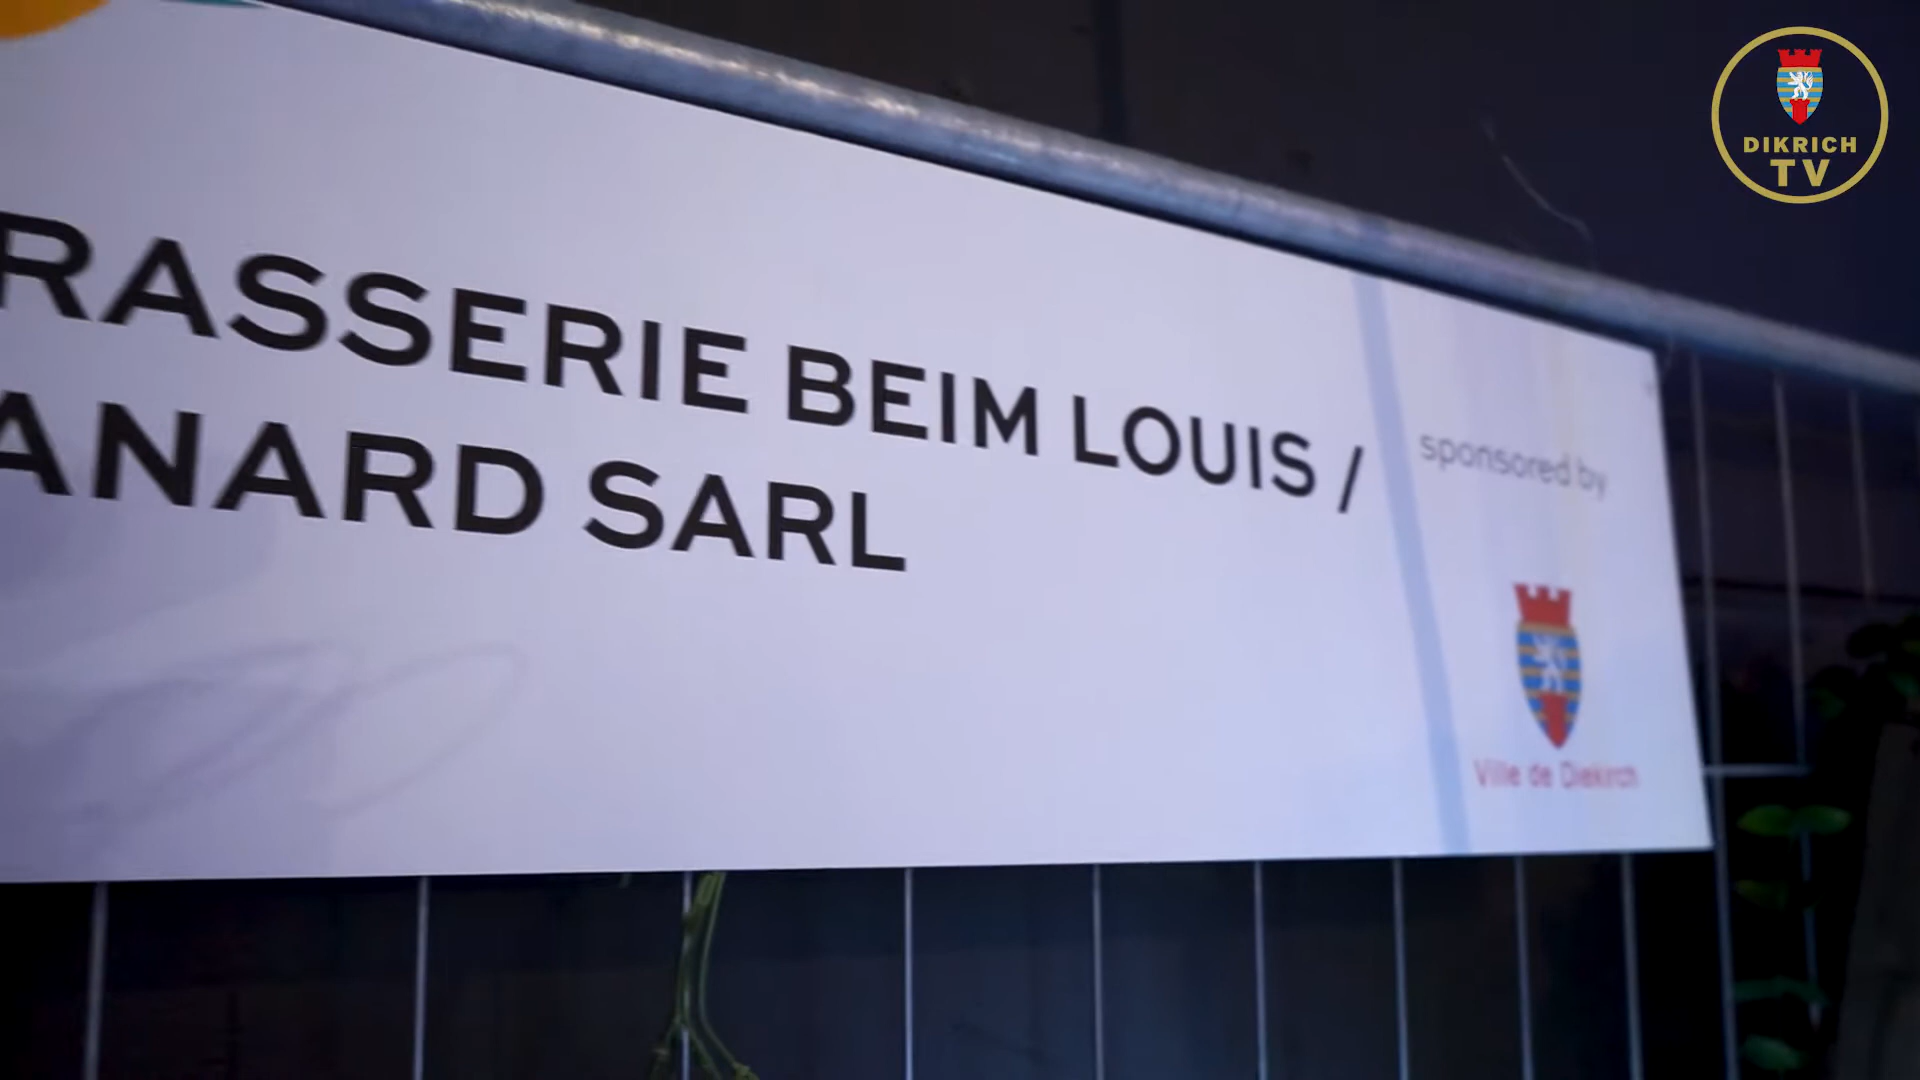 RASSERIE BEIM LOUIS /
ANARD SARL
sponsored by
Ville de Diekirch
DIKRICH
TV